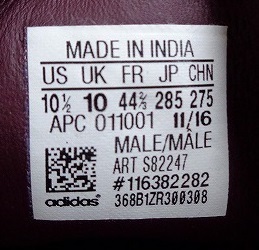 MADE IN INDIA
US UK FR JP CHN
10½ 10 44⅔ 285 275
APC 011001 11/16
MALE/MÂLE
ART S82247
#116382282
adidas 368B1ZR300308